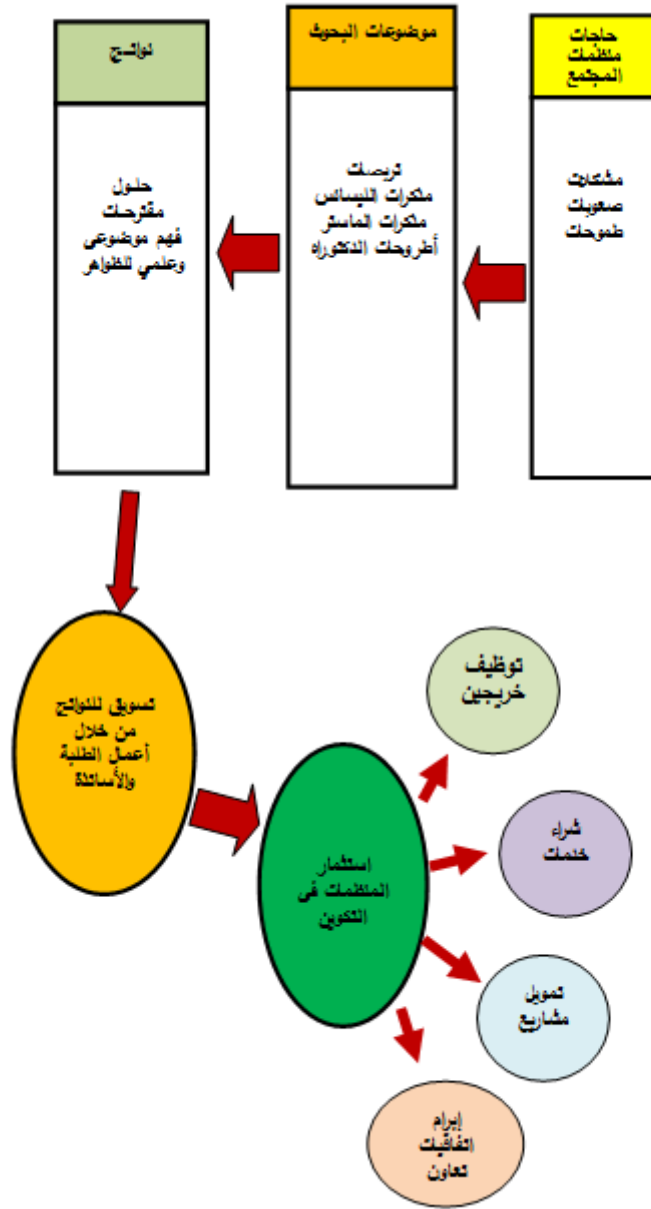 حاجات
منظمات
المجتمع
مشكلات
صعوبات
طموحات
موضوعات البحوث
تربصات
مذكرات الليسانس
مذكرات الماستر
أطروحات الدكتوراه
نواتج
حلول
مقترحات
فهم موضوعي
وعلمي للظواهر
تسويق للنواتج
من خلال
أعمال الطلبة
والأساتذة
استثمار
المنظمات في
التكوين
توظيف
خريجين
شراء
خدمات
تمويل
مشاريع
إبرام
اتفاقيات
تعاون